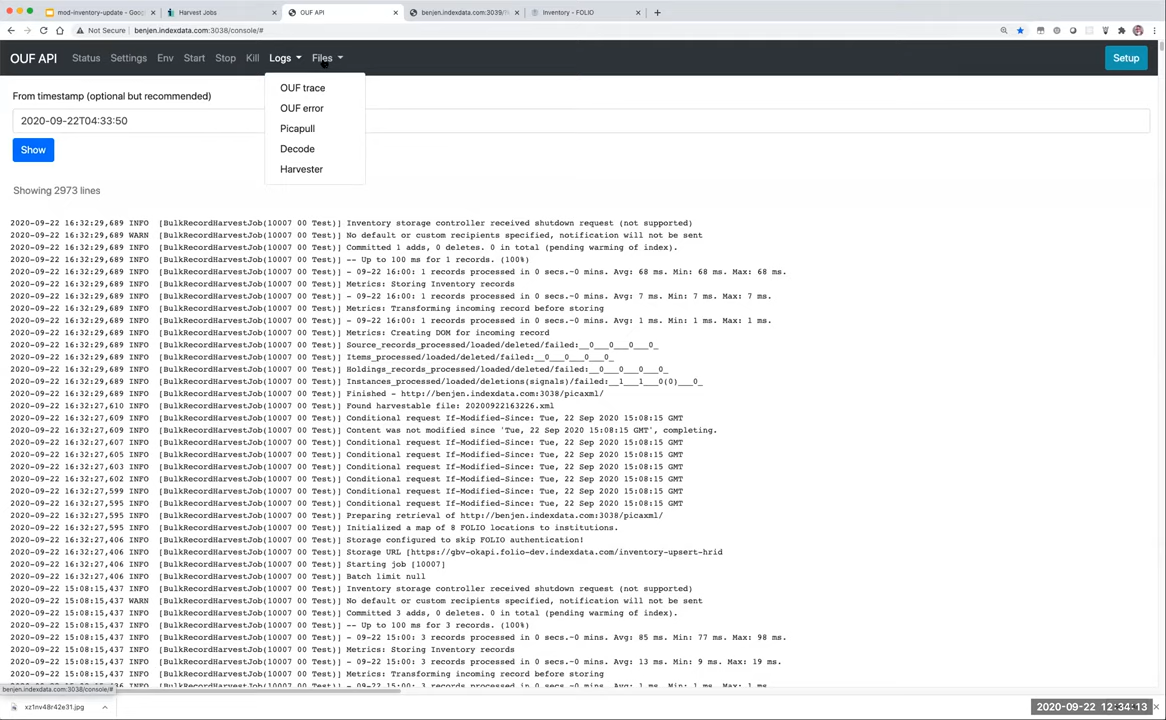 mod-inventory-update - Goo
Harvest Jobs
OUF API
benjen.indexdata.com:3039/
Inventory - FOLIO
Not Secure | benjen.indexdata.com:3038/console/#
OUF API Status Settings Env Start Stop Kill Logs Files Setup
OUF trace
OUF error
Picapull
Decode
Harvester
From timestamp (optional but recommended)
2020-09-22T04:33:50
Show
Showing 2973 lines
2020-09-22 16:32:29,689 INFO [BulkRecordHarvestJob(10007 00 Test)] Inventory storage controller received shutdown request (not supported)
2020-09-22 16:32:29,689 WARN [BulkRecordHarvestJob(10007 00 Test)] No default or custom recipients specified, notification will not be sent
2020-09-22 16:32:29,689 INFO [BulkRecordHarvestJob(10007 00 Test)] Committed 1 adds, 0 deletes. 0 in total (pending warming of index).
2020-09-22 16:32:29,689 INFO [BulkRecordHarvestJob(10007 00 Test)] -- Up to 100 ms for 1 records. (100%)
2020-09-22 16:32:29,689 INFO [BulkRecordHarvestJob(10007 00 Test)] - 09-22 16:00: 1 records processed in 0 secs.~0 mins. Avg: 68 ms. Min: 68 ms. Max: 68 ms.
2020-09-22 16:32:29,689 INFO [BulkRecordHarvestJob(10007 00 Test)] Metrics: Storing Inventory records
2020-09-22 16:32:29,689 INFO [BulkRecordHarvestJob(10007 00 Test)] - 09-22 16:00: 1 records processed in 0 secs.~0 mins. Avg: 7 ms. Min: 7 ms. Max: 7 ms.
2020-09-22 16:32:29,689 INFO [BulkRecordHarvestJob(10007 00 Test)] Metrics: Transforming incoming record before storing
2020-09-22 16:32:29,689 INFO [BulkRecordHarvestJob(10007 00 Test)] - 09-22 16:00: 1 records processed in 0 secs.~0 mins. Avg: 1 ms. Min: 1 ms. Max: 1 ms.
2020-09-22 16:32:29,689 INFO [BulkRecordHarvestJob(10007 00 Test)] Metrics: Creating DOM for incoming record
2020-09-22 16:32:29,689 INFO [BulkRecordHarvestJob(10007 00 Test)] Source_records_processed/loaded/deleted/failed:__0___0___0___0_
2020-09-22 16:32:29,689 INFO [BulkRecordHarvestJob(10007 00 Test)] Items_processed/loaded/deleted/failed:__0___0___0___0_
2020-09-22 16:32:29,689 INFO [BulkRecordHarvestJob(10007 00 Test)] Holdings_records_processed/loaded/deleted/failed:__0___0___0___0_
2020-09-22 16:32:29,689 INFO [BulkRecordHarvestJob(10007 00 Test)] Instances_processed/loaded/deletions(signals)/failed:__1___1___0(0)___0_
2020-09-22 16:32:29,689 INFO [BulkRecordHarvestJob(10007 00 Test)] Finished - http://benjen.indexdata.com:3038/picaxml/
2020-09-22 16:32:27,610 INFO [BulkRecordHarvestJob(10007 00 Test)] Found harvestable file: 20200922163226.xml
2020-09-22 16:32:27,609 INFO [BulkRecordHarvestJob(10007 00 Test)] Conditional request If-Modified-Since: Tue, 22 Sep 2020 15:08:15 GMT
2020-09-22 16:32:27,609 INFO [BulkRecordHarvestJob(10007 00 Test)] Content was not modified since 'Tue, 22 Sep 2020 15:08:15 GMT', completing.
2020-09-22 16:32:27,607 INFO [BulkRecordHarvestJob(10007 00 Test)] Conditional request If-Modified-Since: Tue, 22 Sep 2020 15:08:15 GMT
2020-09-22 16:32:27,605 INFO [BulkRecordHarvestJob(10007 00 Test)] Conditional request If-Modified-Since: Tue, 22 Sep 2020 15:08:15 GMT
2020-09-22 16:32:27,603 INFO [BulkRecordHarvestJob(10007 00 Test)] Conditional request If-Modified-Since: Tue, 22 Sep 2020 15:08:15 GMT
2020-09-22 16:32:27,602 INFO [BulkRecordHarvestJob(10007 00 Test)] Conditional request If-Modified-Since: Tue, 22 Sep 2020 15:08:15 GMT
2020-09-22 16:32:27,599 INFO [BulkRecordHarvestJob(10007 00 Test)] Conditional request If-Modified-Since: Tue, 22 Sep 2020 15:08:15 GMT
2020-09-22 16:32:27,595 INFO [BulkRecordHarvestJob(10007 00 Test)] Conditional request If-Modified-Since: Tue, 22 Sep 2020 15:08:15 GMT
2020-09-22 16:32:27,595 INFO [BulkRecordHarvestJob(10007 00 Test)] Preparing retrieval of http://benjen.indexdata.com:3038/picaxml/
2020-09-22 16:32:27,595 INFO [BulkRecordHarvestJob(10007 00 Test)] Initialized a map of 8 FOLIO locations to institutions.
2020-09-22 16:32:27,406 INFO [BulkRecordHarvestJob(10007 00 Test)] Storage configured to skip FOLIO authentication!
2020-09-22 16:32:27,406 INFO [BulkRecordHarvestJob(10007 00 Test)] Storage URL [https://gbv-okapi.folio-dev.indexdata.com/inventory-upsert-hrid
2020-09-22 16:32:27,406 INFO [BulkRecordHarvestJob(10007 00 Test)] Starting job [10007]
2020-09-22 16:32:27,406 INFO [BulkRecordHarvestJob(10007 00 Test)] Batch limit null
2020-09-22 15:08:15,437 INFO [BulkRecordHarvestJob(10007 00 Test)] Inventory storage controller received shutdown request (not supported)
2020-09-22 15:08:15,437 WARN [BulkRecordHarvestJob(10007 00 Test)] No default or custom recipients specified, notification will not be sent
2020-09-22 15:08:15,437 INFO [BulkRecordHarvestJob(10007 00 Test)] Committed 3 adds, 0 deletes. 0 in total (pending warming of index).
2020-09-22 15:08:15,437 INFO [BulkRecordHarvestJob(10007 00 Test)] -- Up to 100 ms for 3 records. (100%)
2020-09-22 15:08:15,437 INFO [BulkRecordHarvestJob(10007 00 Test)] - 09-22 15:00: 3 records processed in 0 secs.~0 mins. Avg: 85 ms. Min: 77 ms. Max: 98 ms.
2020-09-22 15:08:15,437 INFO [BulkRecordHarvestJob(10007 00 Test)] Metrics: Storing Inventory records
2020-09-22 15:08:15,437 INFO [BulkRecordHarvestJob(10007 00 Test)] - 09-22 15:00: 3 records processed in 0 secs.~0 mins. Avg: 13 ms. Min: 9 ms. Max: 19 ms.
2020-09-22 15:08:15,437 INFO [BulkRecordHarvestJob(10007 00 Test)] Metrics: Transforming incoming record before storing
benjen.indexdata.com:3038/console/#
xz1nv48r42e31.jpg
2020-09-22 12:34:13